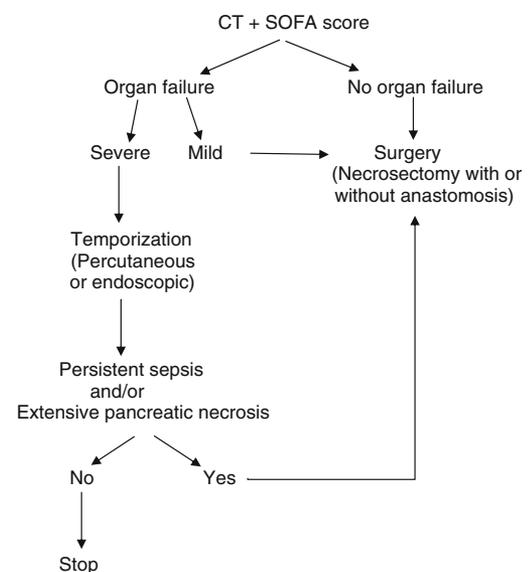 CT + SOFA score
Organ failure
No organ failure
Severe
Mild
Surgery
(Necrosectomy with or
without anastomosis)
Temporization
(Percutaneous
or endoscopic)
Persistent sepsis
and/or
Extensive pancreatic necrosis
No
Yes
Stop